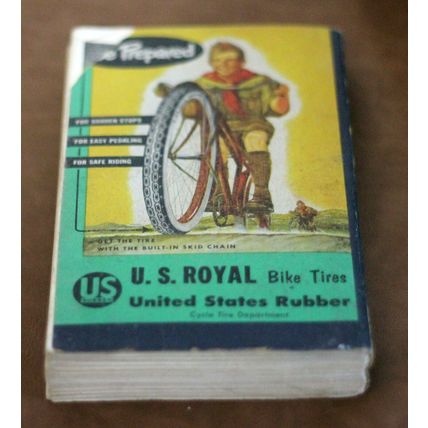 e Prepared
FOR SUDDEN STOPS
FOR EASY PEDALING
FOR SAFE RIDING
GET THE TIRE
WITH THE BUILT-IN SKID CHAIN
US
U. S. ROYAL Bike Tires
United States Rubber
Cycle Tire Department